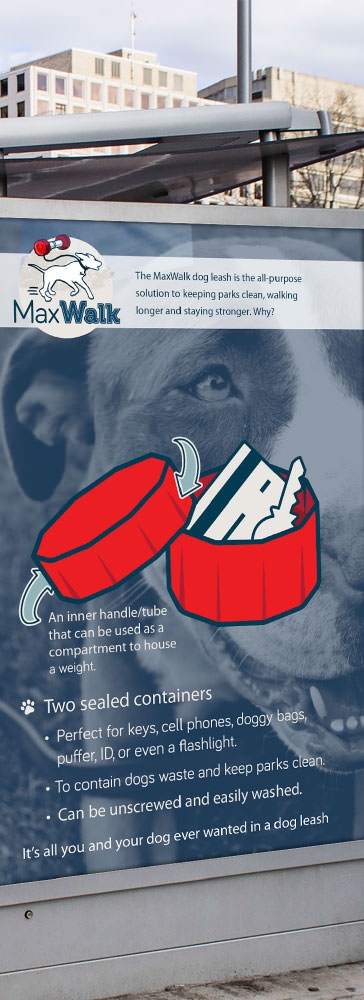 MaxWalk
The MaxWalk dog leash is the all-purpose
solution to keeping parks clean, walking
longer and staying stronger. Why?
An inner handle/tube
that can be used as a
compartment to house
a weight.
Two sealed containers
• Perfect for keys, cell phones, doggy bags,
puffer, ID, or even a flashlight.
• To contain dogs waste and keep parks clean.
• Can be unscrewed and easily washed.
It's all you and your dog ever wanted in a dog leash